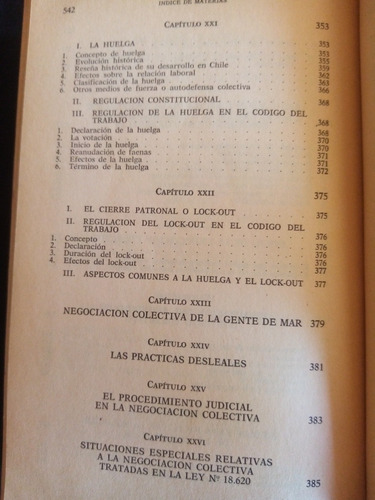 542 INDICE DE MATERIAS
CAPÍTULO XXI 353
I. LA HUELGA 353
1. Concepto de huelga 353
2. Evolución histórica 355
3. Reseña histórica de su desarrollo en Chile 359
4. Efectos sobre la relación laboral 362
5. Clasificación de la huelga 363
6. Otros medios de fuerza o autodefensa colectiva 366
II. REGULACION CONSTITUCIONAL 368
III. REGULACION DE LA HUELGA EN EL CODIGO DEL
TRABAJO 368
1. Declaración de la huelga 368
2. La votación 370
3. Inicio de la huelga 370
4. Reanudación de faenas 371
5. Efectos de la huelga 371
6. Término de la huelga 372
CAPÍTULO XXII 375
I. EL CIERRE PATRONAL O LOCK-OUT 375
II. REGULACION DEL LOCK-OUT EN EL CODIGO DEL
TRABAJO 376
1. Concepto 376
2. Declaración 376
3. Duración del lock-out 376
4. Efectos del lock-out 377
III. ASPECTOS COMUNES A LA HUELGA Y EL LOCK-OUT 377
CAPÍTULO XXIII
NEGOCIACION COLECTIVA DE LA GENTE DE MAR 379
CAPÍTULO XXIV
LAS PRACTICAS DESLEALES 381
CAPÍTULO XXV
EL PROCEDIMIENTO JUDICIAL
EN LA NEGOCIACION COLECTIVA 383
CAPÍTULO XXVI
SITUACIONES ESPECIALES RELATIVAS
A LA NEGOCIACION COLECTIVA
TRATADAS EN LA LEY Nº 18.620 385